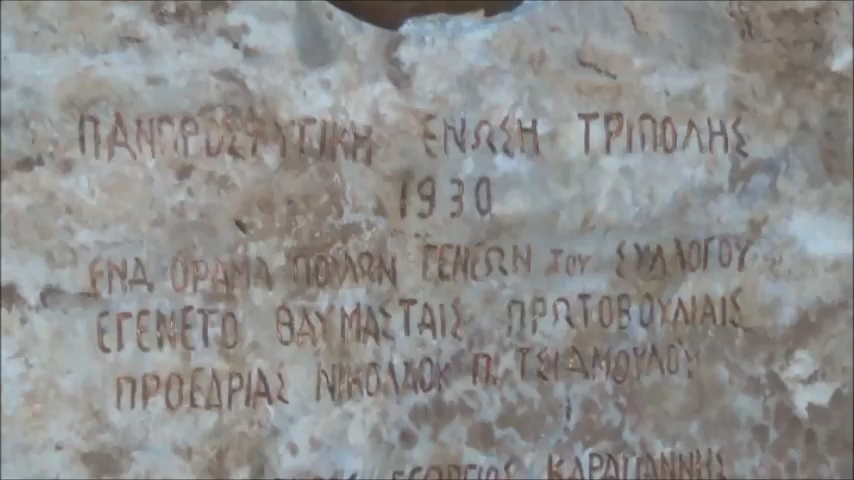 ΠΑΝΠΡΟΣΦΥΓΙΚΗ ΕΝΩΣΗ ΤΡΙΠΟΛΗΣ
1930
ΕΝΑ ΟΡΑΜΑ ΠΟΛΛΩΝ ΓΕΝΕΩΝ του ΣΥΛΛΟΓΟΥ
ΕΓΕΝΕΤΟ ΘΑΥΜΑΣΤΑΙΣ ΠΡΩΤΟΒΟΥΛΙΑΙΣ
ΠΡΟΕΔΡΙΑΣ ΝΙΚΟΛΑΟΥ Π. ΤΣΙΑΜΟΥΛΟΥ
ΓΕΩΡΓΙΟΣ ΚΑΡΑΓΙΑΝΝΗΣ